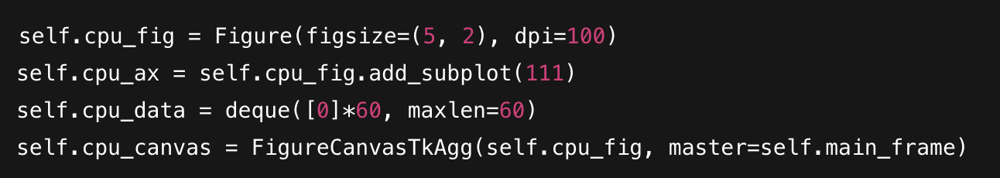 self.cpu_fig = Figure(figsize=(5, 2), dpi=100)
self.cpu_ax = self.cpu_fig.add_subplot(111)
self.cpu_data = deque([0]*60, maxlen=60)
self.cpu_canvas = FigureCanvasTkAgg(self.cpu_fig, master=self.main_frame)